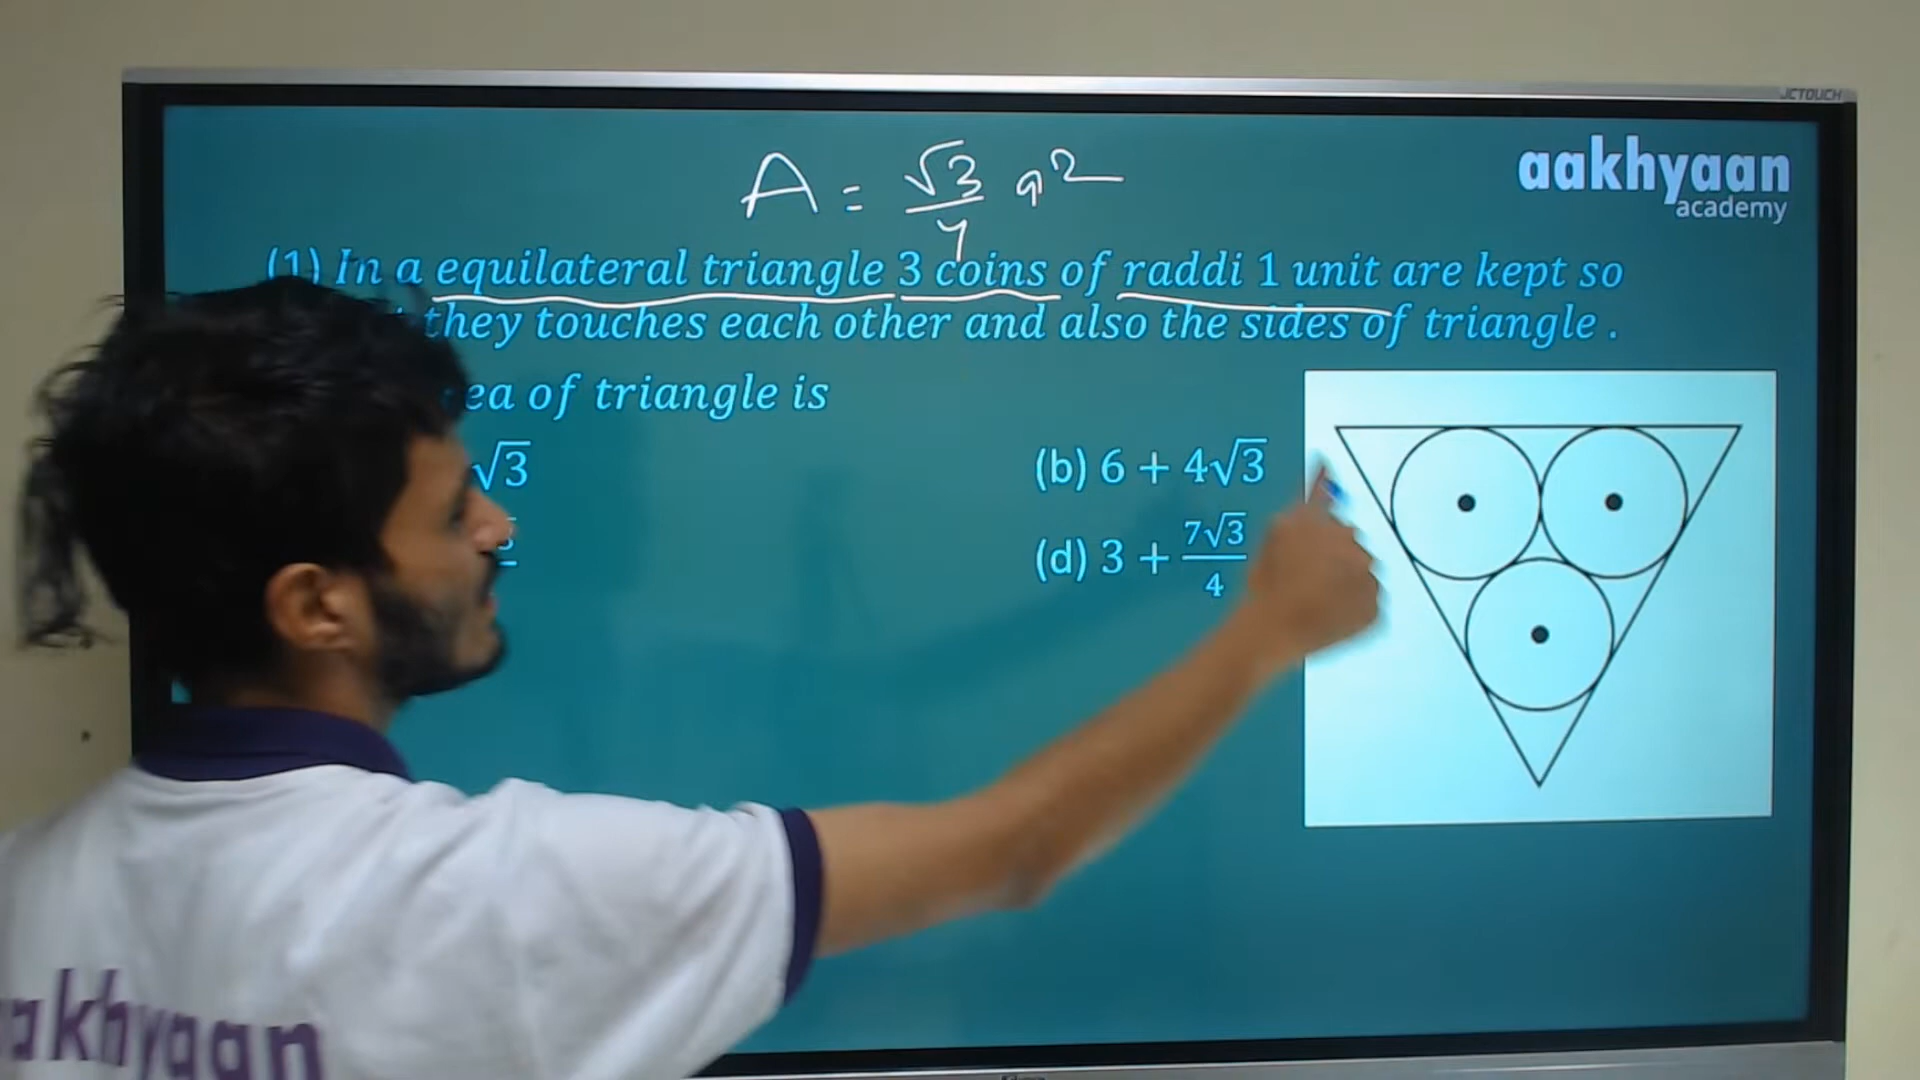 JCTOUCH
aakhyaan
academy
A = √3/4 a²
(1) In a equilateral triangle 3 coins of raddi 1 unit are kept so
they touches each other and also the sides of triangle .
ea of triangle is
√3
(b) 6 + 4√3
(d) 3 + 7√3/4
akhyaan